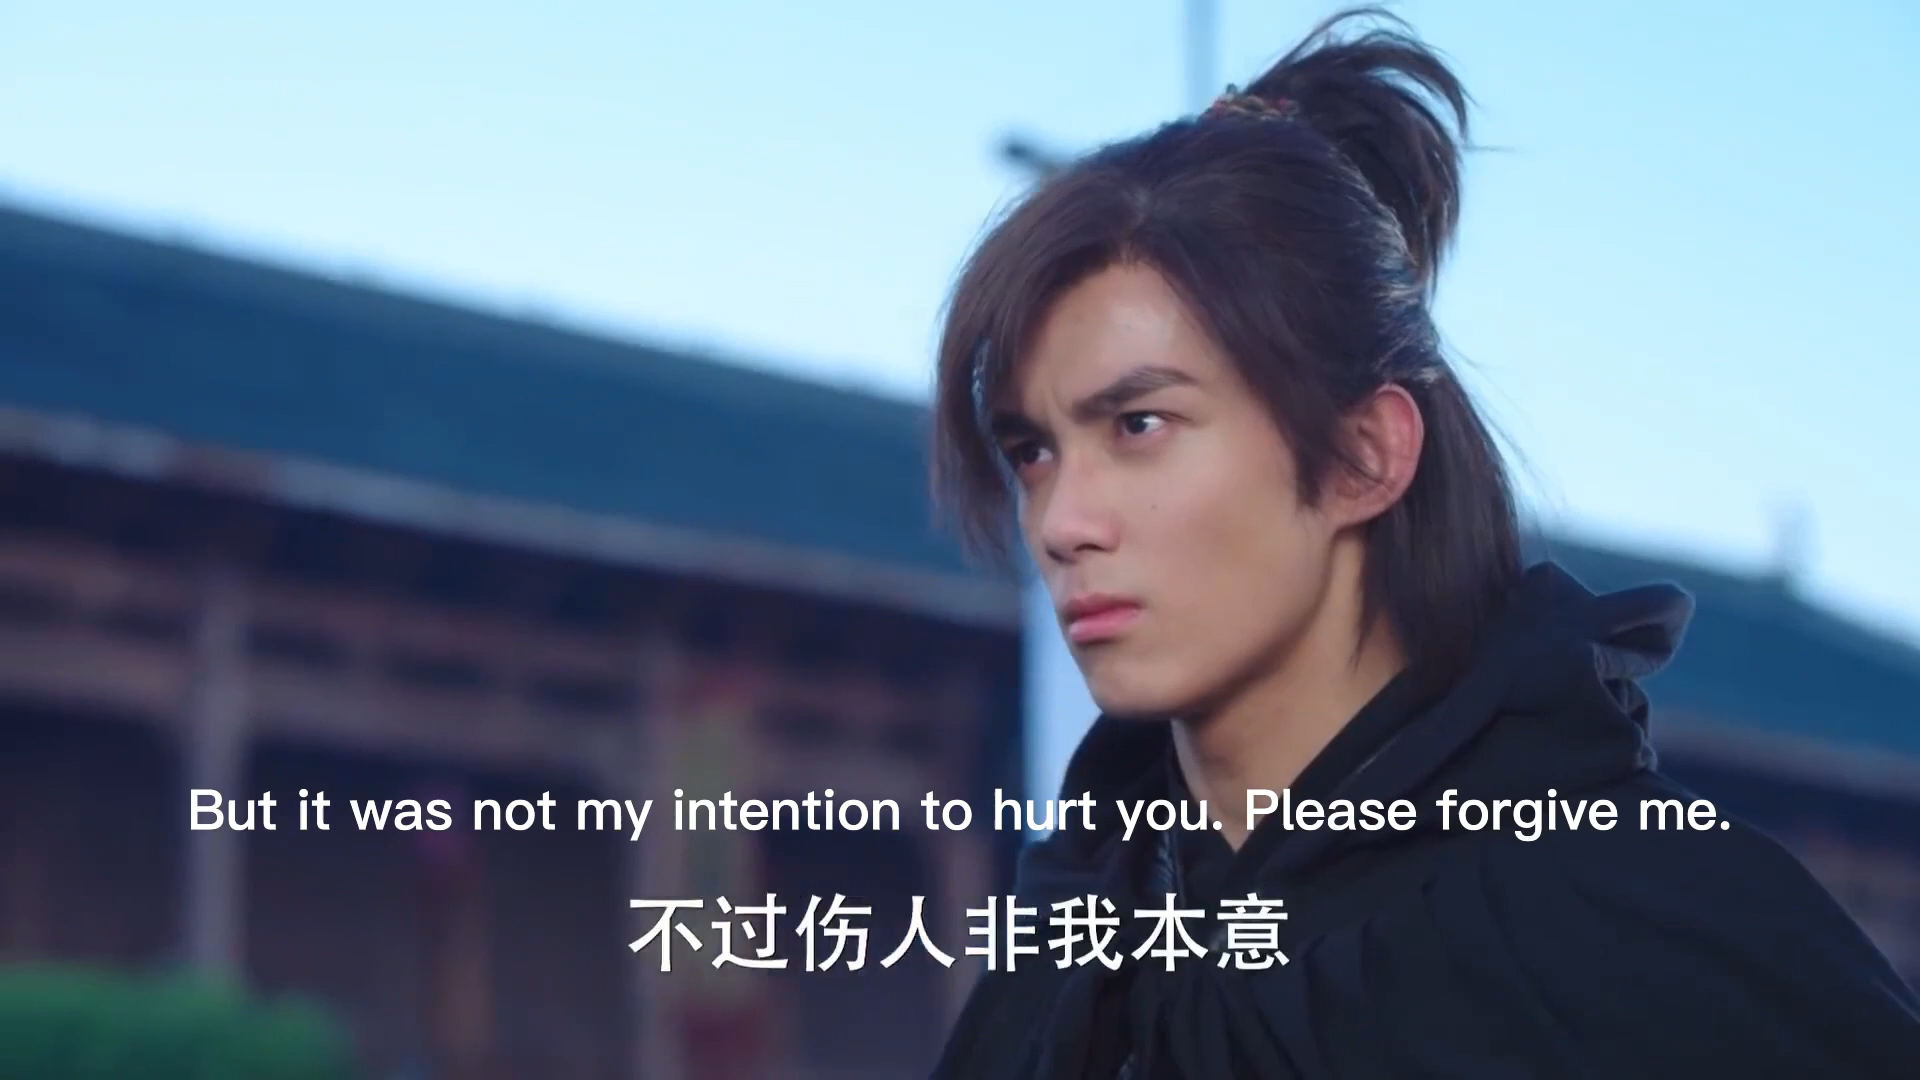 But it was not my intention to hurt you. Please forgive me.
不过伤人非我本意